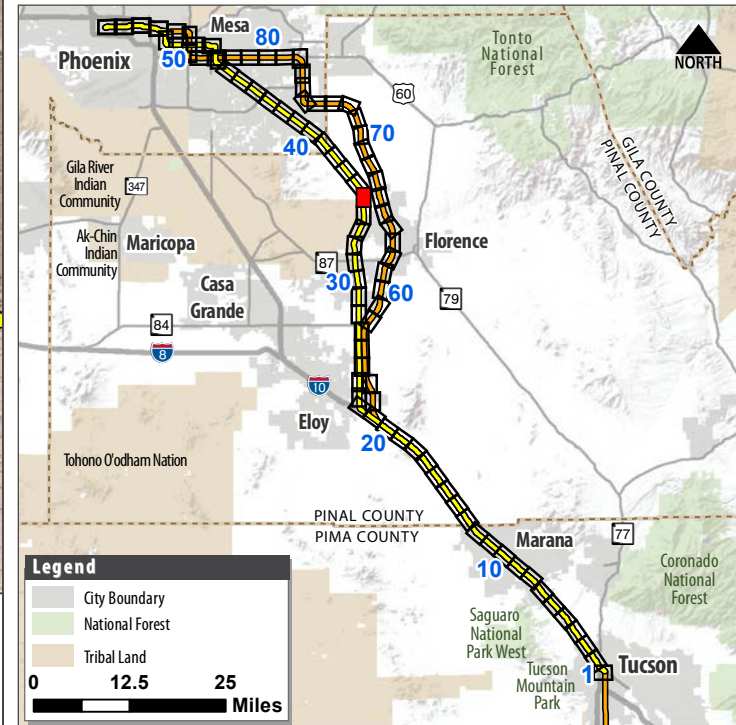 Mesa
80
Phoenix
50
Tonto
National
Forest
NORTH
60
70
40
GILA COUNTY
PINAL COUNTY
Gila River
Indian
Community
347
Ak-Chin
Indian
Community
Maricopa
Florence
87
30
60
Casa
Grande
79
84
8
10
Eloy
20
Tohono O'odham Nation
PINAL COUNTY
PIMA COUNTY
Marana
77
10
Coronado
National
Forest
Saguaro
National
Park West
Tucson
Mountain
Park
1
Tucson
Legend
City Boundary
National Forest
Tribal Land
0 12.5 25
Miles